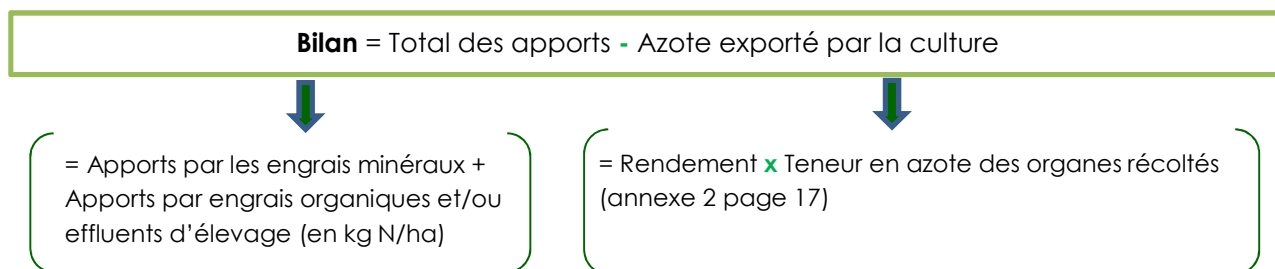 Bilan = Total des apports - Azote exporté par la culture
= Apports par les engrais minéraux +
Apports par engrais organiques et/ou
effluents d’élevage (en kg N/ha)
= Rendement x Teneur en azote des organes récoltés
(annexe 2 page 17)